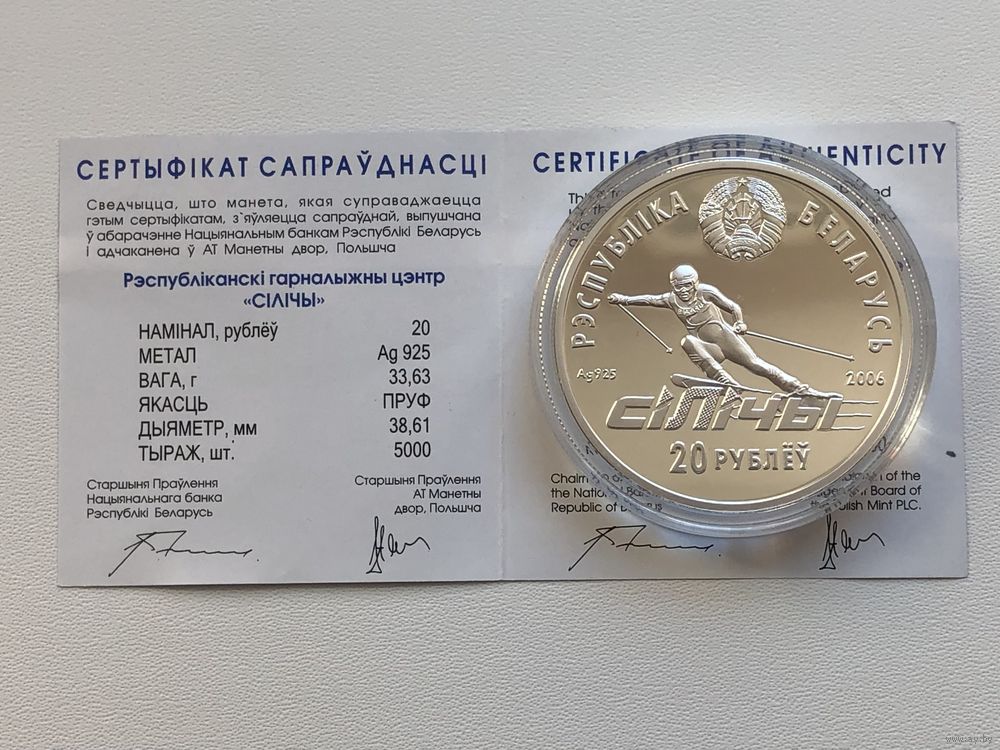 СЕРТЫФІКАТ САПРАЎДНАСЦІ
Сведчыцца, што манета, якая суправаджаецца
гэтым сертыфікатам, з`яўляецца сапраўднай, выпушчана
ў абарачэнне Нацыянальным банкам Рэспублікі Беларусь
і адчаканена ў АТ Манетны двор, Польшча
Рэспубліканскі гарналыжны цэнтр
«СІЛІЧЫ»
НАМІНАЛ, рублёў 20
МЕТАЛ Ag 925
ВАГА, г 33,63
ЯКАСЦЬ ПРУФ
ДЫЯМЕТР, мм 38,61
ТЫРАЖ, шт. 5000
Старшыня Праўлення
Нацыянальнага банка
Рэспублікі Беларусь
Старшыня Праўлення
АТ Манетны
двор, Польшча
CERTIFICATE OF AUTHENTICITY
РЭСПУБЛІКА БЕЛАРУСЬ
Ag925
2006
СІЛІЧЫ
20 РУБЛЁЎ
the National
Republic of
of the
Board of
Mint PLC.